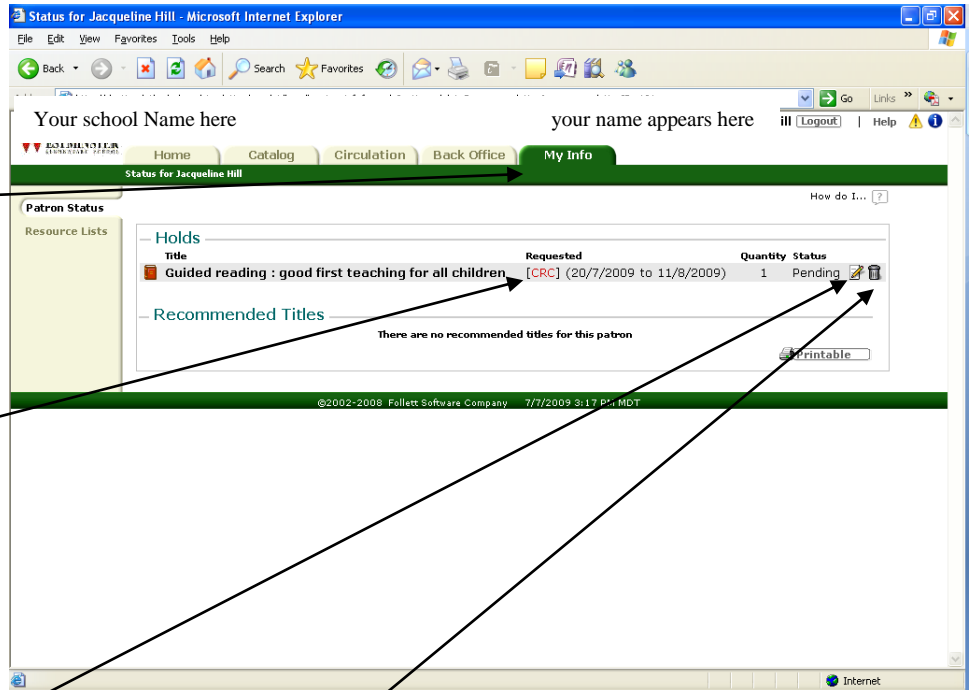 Status for Jacqueline Hill - Microsoft Internet Explorer
File Edit View Favorites Tools Help
Back Search Favorites
Go Links »
Your school Name here your name appears here ill Logout | Help
ESTMINSTER
ELEMENTARY SCHOOL
Home Catalog Circulation Back Office My Info
Status for Jacqueline Hill
How do I... ?
Patron Status
Resource Lists
Holds
Title Requested Quantity Status
Guided reading : good first teaching for all children [CRC] (20/7/2009 to 11/8/2009) 1 Pending
Recommended Titles
There are no recommended titles for this patron
Printable
©2002-2008 Follett Software Company 7/7/2009 3:17 PM MDT
Internet